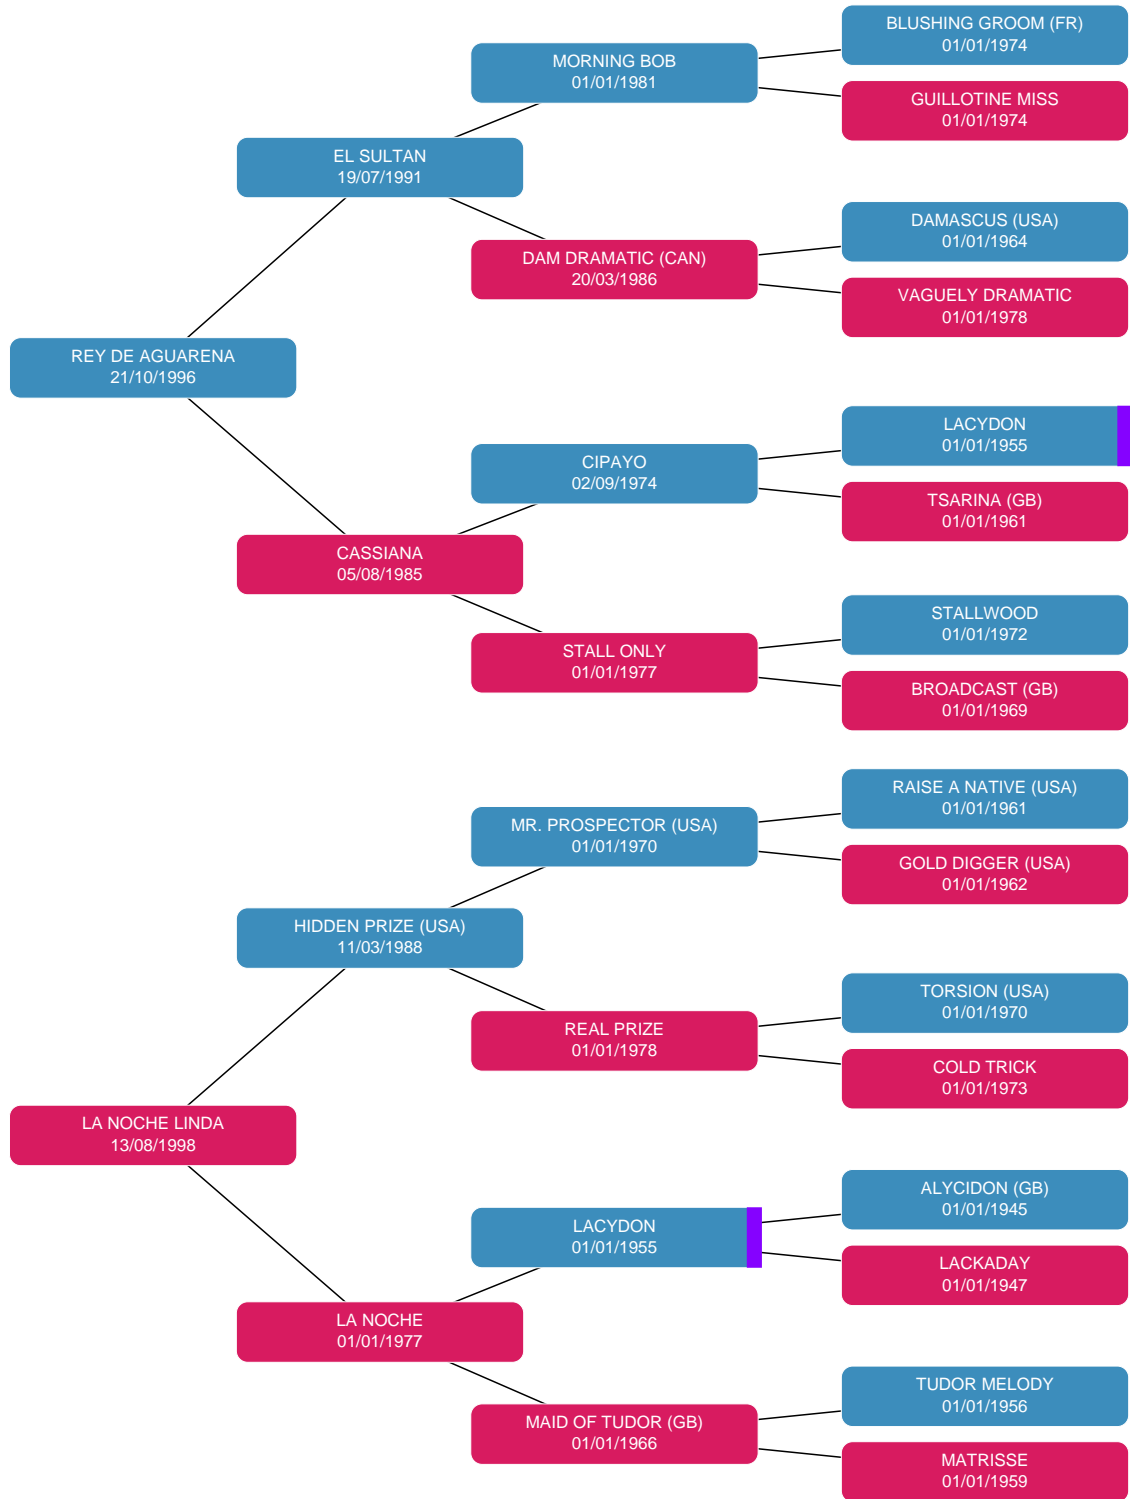 BLUSHING GROOM (FR)
01/01/1974
MORNING BOB
01/01/1981
GUILLOTINE MISS
01/01/1974
EL SULTAN
19/07/1991
DAMASCUS (USA)
01/01/1964
DAM DRAMATIC (CAN)
20/03/1986
VAGUELY DRAMATIC
01/01/1978
REY DE AGUARENA
21/10/1996
LACYDON
01/01/1955
CIPAYO
02/09/1974
TSARINA (GB)
01/01/1961
CASSIANA
05/08/1985
STALLWOOD
01/01/1972
STALL ONLY
01/01/1977
BROADCAST (GB)
01/01/1969
RAISE A NATIVE (USA)
01/01/1961
MR. PROSPECTOR (USA)
01/01/1970
GOLD DIGGER (USA)
01/01/1962
HIDDEN PRIZE (USA)
11/03/1988
TORSION (USA)
01/01/1970
REAL PRIZE
01/01/1978
COLD TRICK
01/01/1973
LA NOCHE LINDA
13/08/1998
ALYCIDON (GB)
01/01/1945
LACYDON
01/01/1955
LACKADAY
01/01/1947
LA NOCHE
01/01/1977
TUDOR MELODY
01/01/1956
MAID OF TUDOR (GB)
01/01/1966
MATRISSE
01/01/1959